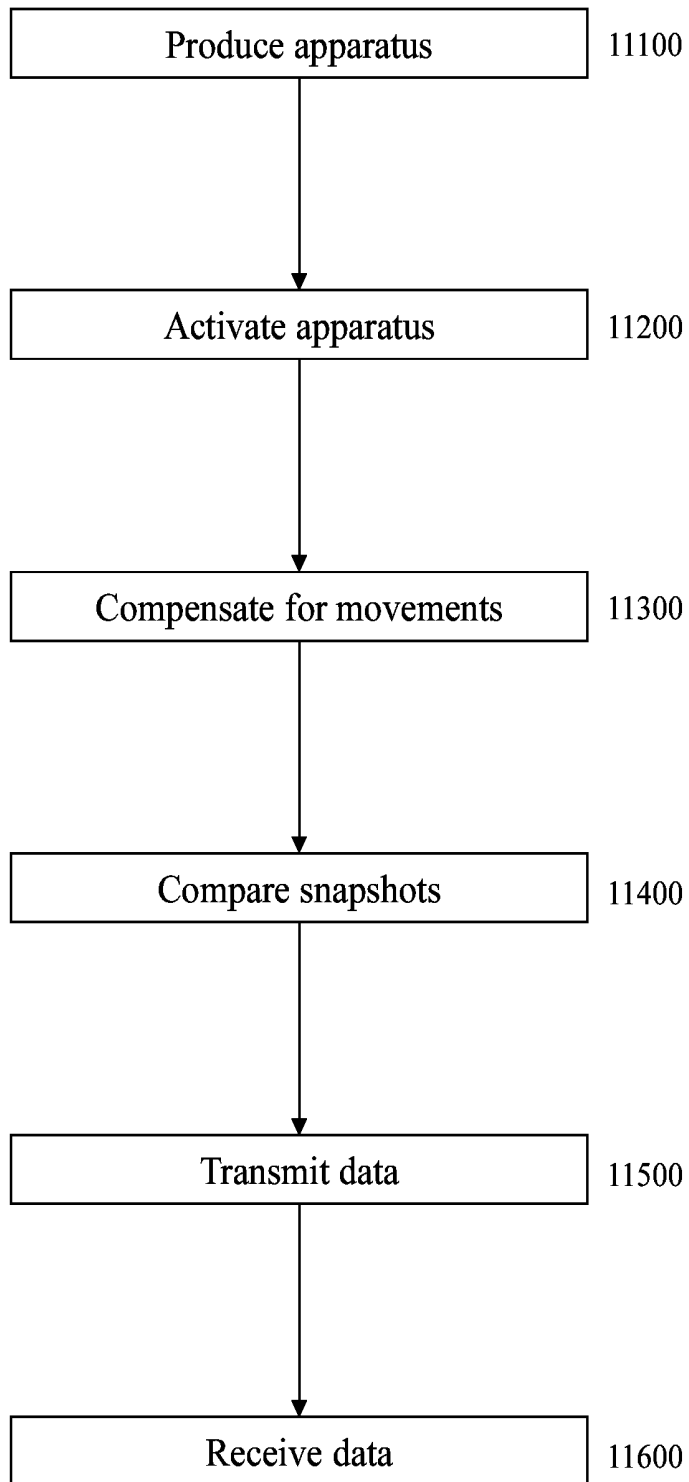 Produce apparatus 11100
Activate apparatus 11200
Compensate for movements 11300
Compare snapshots 11400
Transmit data 11500
Receive data 11600